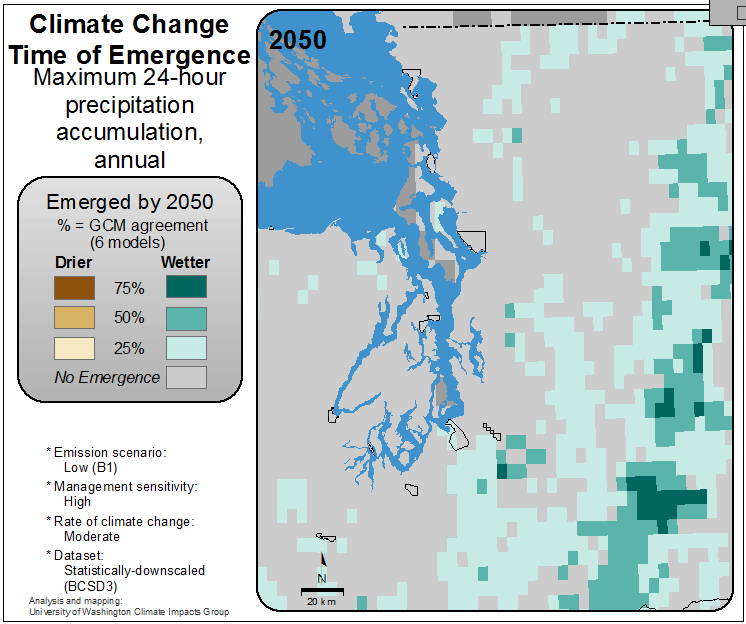 Climate Change
Time of Emergence
Maximum 24-hour
precipitation
accumulation,
annual
Emerged by 2050
% = GCM agreement
(6 models)
Drier Wetter
75%
50%
25%
No Emergence
* Emission scenario:
Low (B1)
* Management sensitivity:
High
* Rate of climate change:
Moderate
* Dataset:
Statistically-downscaled
(BCSD3)
Analysis and mapping:
University of Washington Climate Impacts Group
2050
N
20 km